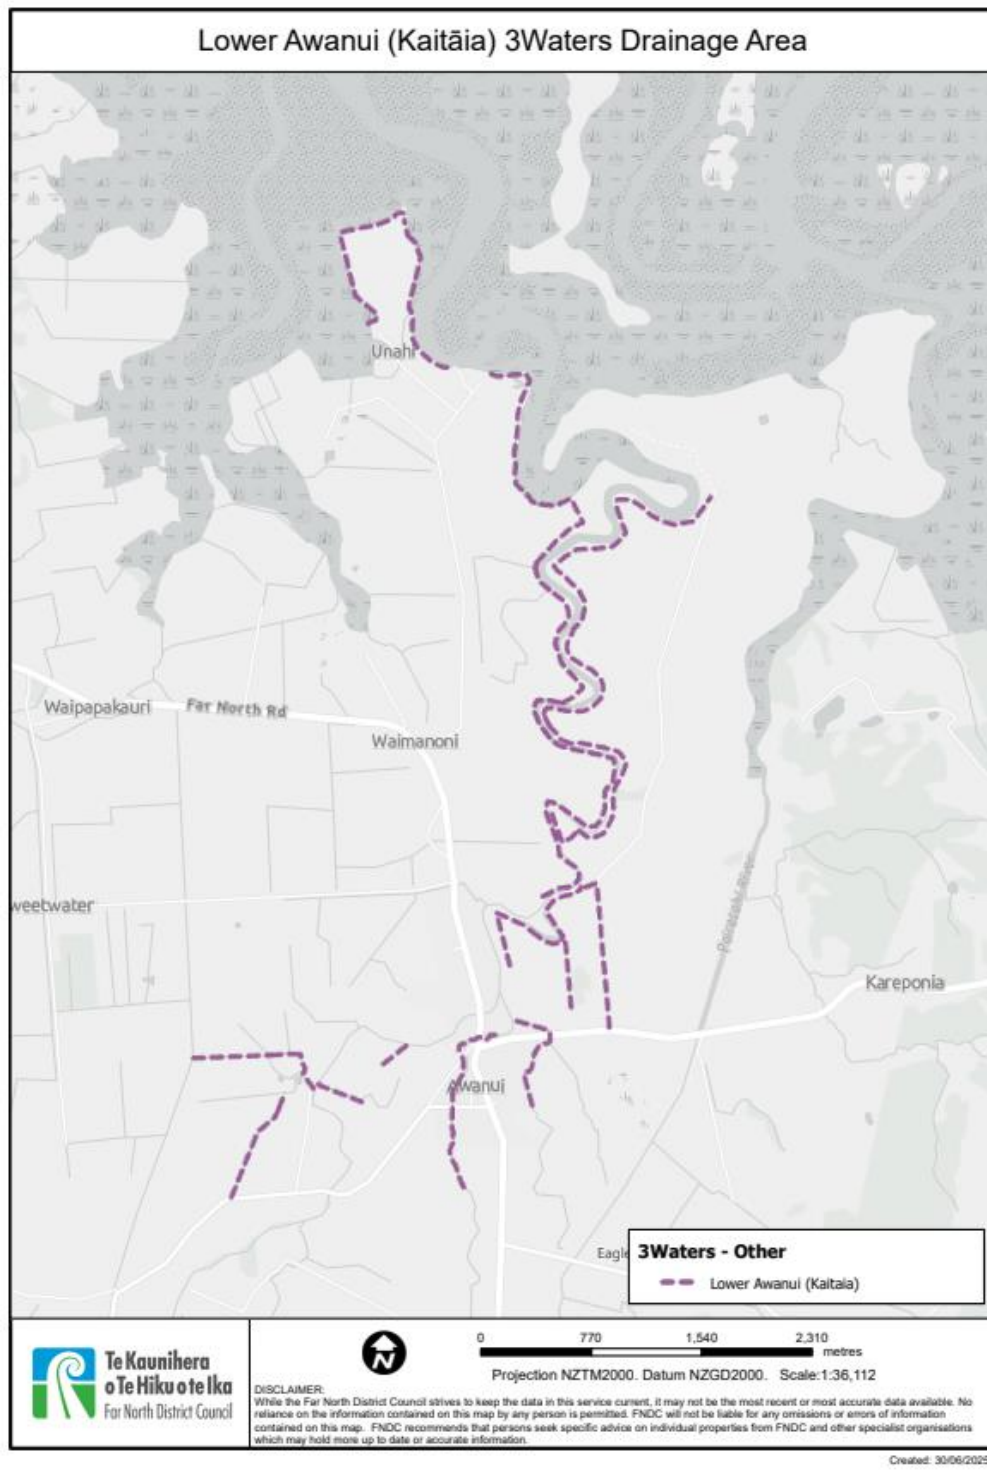 Lower Awanui (Kaitāia) 3Waters Drainage Area
Unahi
Waipapakauri
Far North Rd
Waimanoni
weetwater
Kareponia
Awanui
Eagle
3Waters - Other
Lower Awanui (Kaitaia)
Te Kaunihera
o Te Hiku o te Ika
Far North District Council
N
0 770 1,540 2,310
metres
Projection NZTM2000. Datum NZGD2000. Scale:1:36,112
DISCLAIMER:
While the Far North District Council strives to keep the data in this service current, it may not be the most recent or most accurate data available. No
reliance on the information contained on this map by any person is permitted. FNDC will not be liable for any omissions or errors of information
contained on this map. FNDC recommends that persons seek specific advice on individual properties from FNDC and other specialist organisations
which may hold more up to date or accurate information.
Created: 30/06/2025